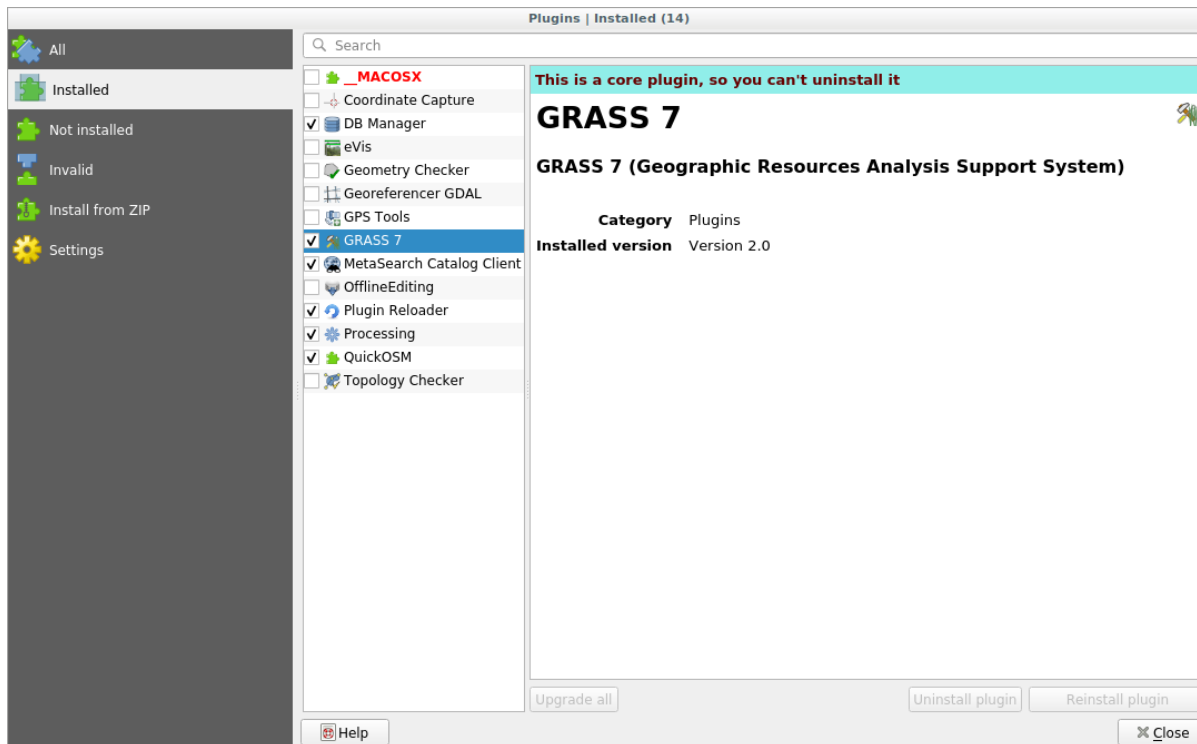 Plugins | Installed (14)
All
Installed
Not installed
Invalid
Install from ZIP
Settings
Search
__MACOSX
Coordinate Capture
DB Manager
eVis
Geometry Checker
Georeferencer GDAL
GPS Tools
GRASS 7
MetaSearch Catalog Client
OfflineEditing
Plugin Reloader
Processing
QuickOSM
Topology Checker
This is a core plugin, so you can't uninstall it
GRASS 7
GRASS 7 (Geographic Resources Analysis Support System)
Category Plugins
Installed version Version 2.0
Upgrade all Uninstall plugin Reinstall plugin
Help Close